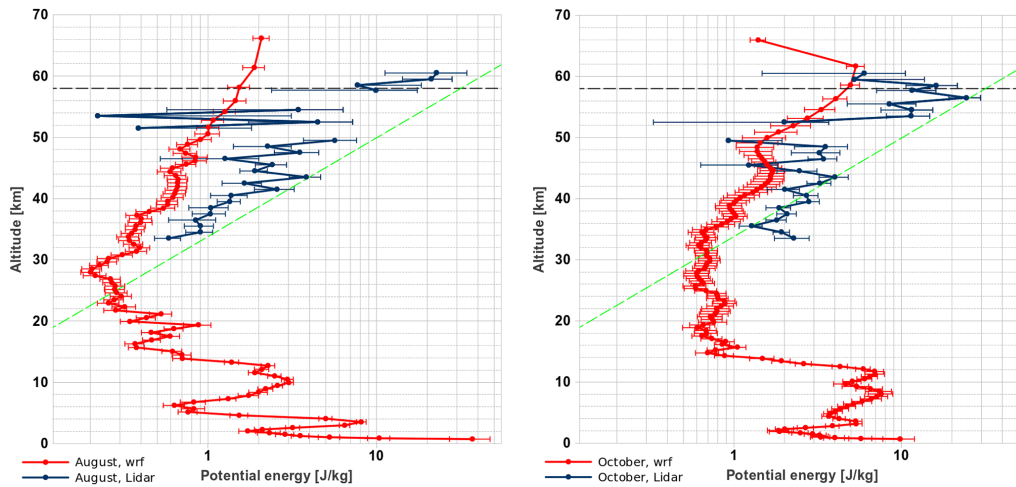 70
60
50
40
30
20
10
0
Altitude [km]
1
10
Potential energy [J/kg]
August, wrf
August, Lidar
70
60
50
40
30
20
10
0
Altitude [km]
1
10
Potential energy [J/kg]
October, wrf
October, Lidar